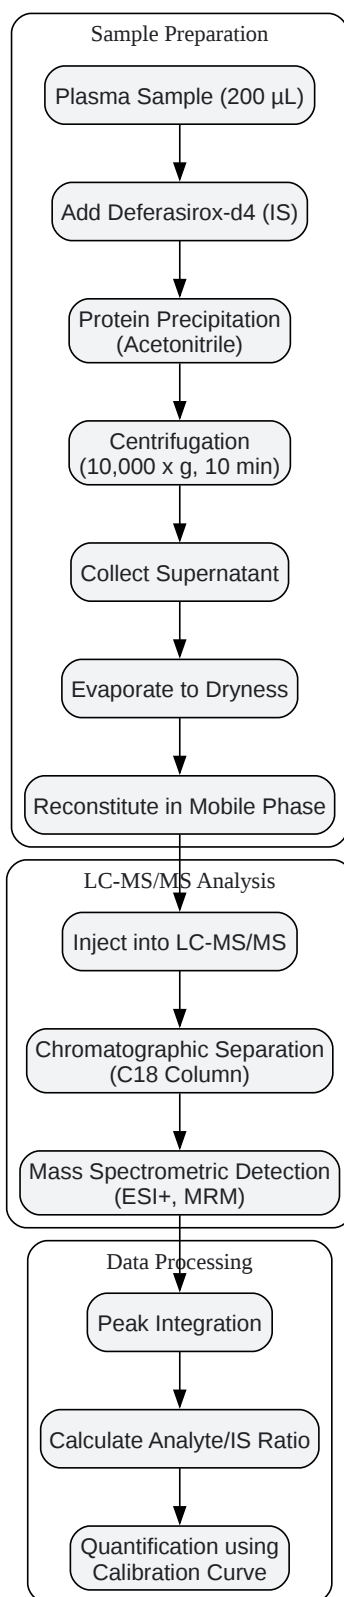 Sample Preparation
Plasma Sample (200 µL)
Add Deferasirox-d4 (IS)
Protein Precipitation
(Acetonitrile)
Centrifugation
(10,000 x g, 10 min)
Collect Supernatant
Evaporate to Dryness
Reconstitute in Mobile Phase
LC-MS/MS Analysis
Inject into LC-MS/MS
Chromatographic Separation
(C18 Column)
Mass Spectrometric Detection
(ESI+, MRM)
Data Processing
Peak Integration
Calculate Analyte/IS Ratio
Quantification using
Calibration Curve